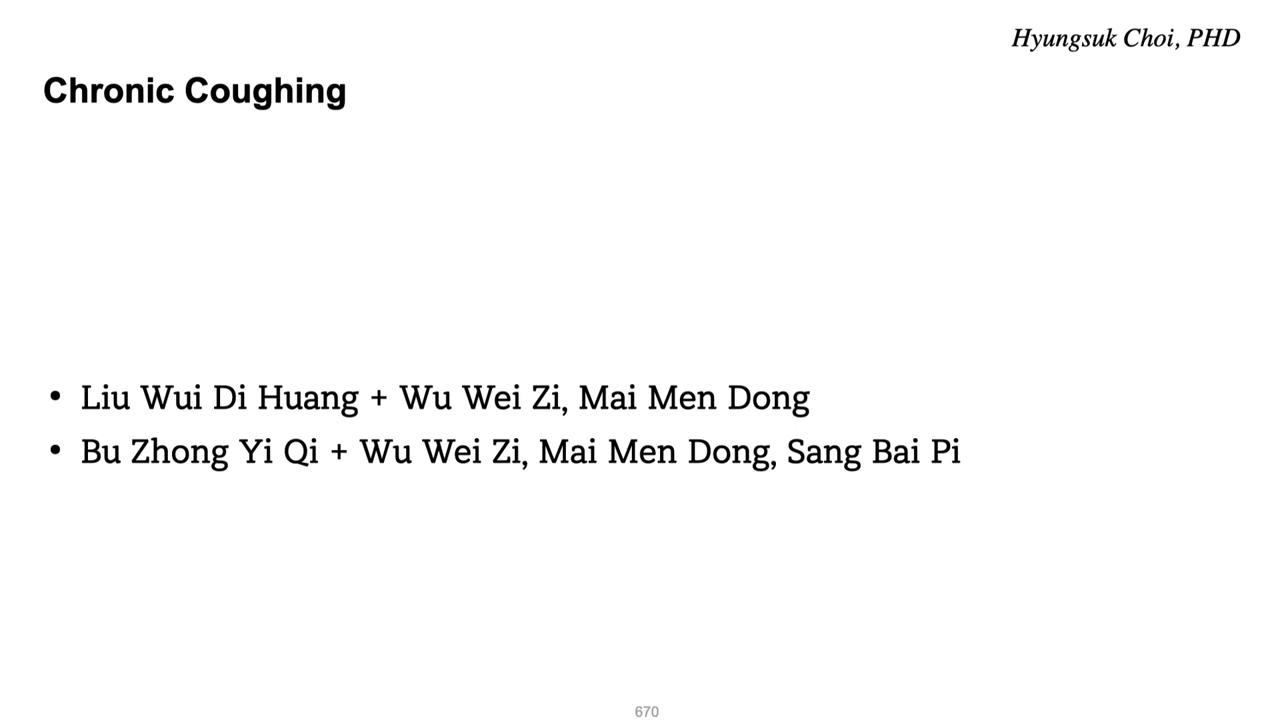 Hyungsuk Choi, PHD
Chronic Coughing
• Liu Wui Di Huang + Wu Wei Zi, Mai Men Dong
• Bu Zhong Yi Qi + Wu Wei Zi, Mai Men Dong, Sang Bai Pi
670